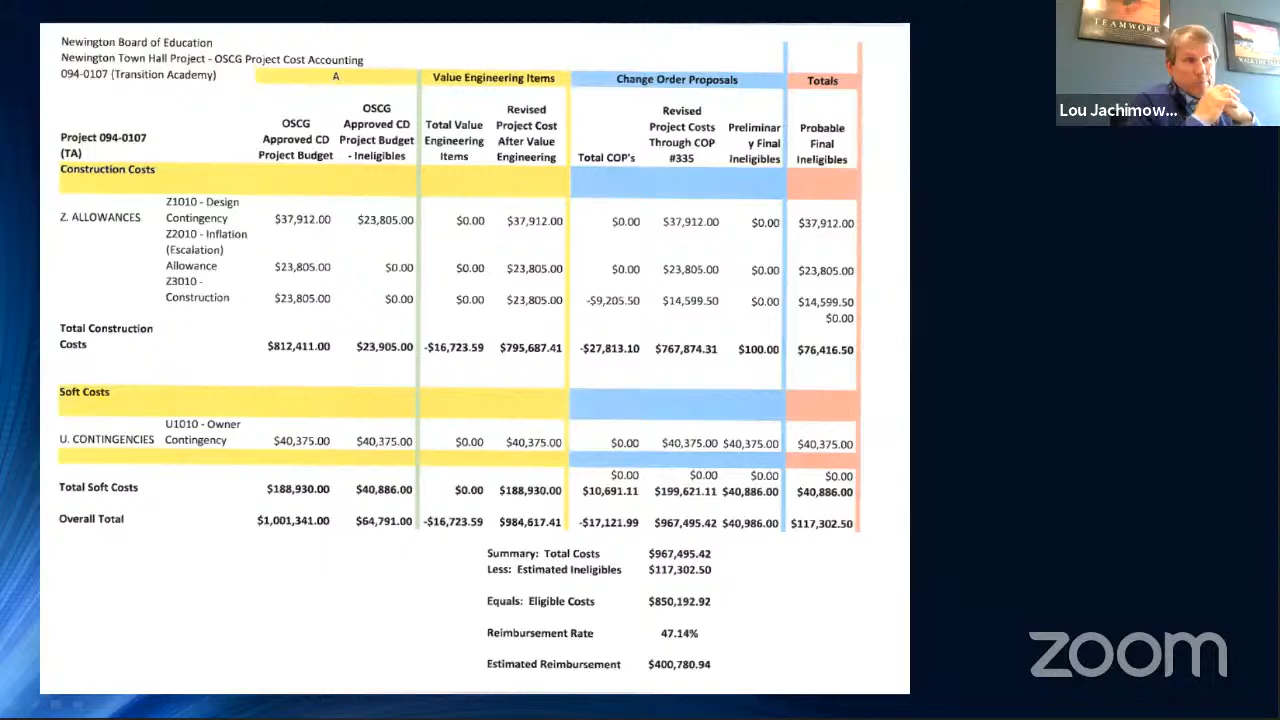 Newington Board of Education
Newington Town Hall Project - OSCG Project Cost Accounting
094-0107 (Transition Academy)
A
Value Engineering Items
Change Order Proposals
Totals
Project 094-0107
(TA)
OSCG
Approved CD
Project Budget
OSCG
Approved CD
Project Budget
- Ineligibles
Total Value
Engineering
Items
Revised
Project Cost
After Value
Engineering
Total COP's
Revised
Project Costs
Through COP
#335
Preliminar
y Final
Ineligibles
Probable
Final
Ineligibles
Construction Costs
Z. ALLOWANCES
Z1010 - Design
Contingency
$37,912.00 $23,805.00 $0.00 $37,912.00 $0.00 $37,912.00 $0.00 $37,912.00
Z2010 - Inflation
(Escalation)
Allowance
$23,805.00 $0.00 $0.00 $23,805.00 $0.00 $23,805.00 $0.00 $23,805.00
Z3010 -
Construction
$23,805.00 $0.00 $0.00 $23,805.00 -$9,205.50 $14,599.50 $0.00 $14,599.50
$0.00
Total Construction
Costs
$812,411.00 $23,905.00 -$16,723.59 $795,687.41 -$27,813.10 $767,874.31 $100.00 $76,416.50
Soft Costs
U. CONTINGENCIES
U1010 - Owner
Contingency
$40,375.00 $40,375.00 $0.00 $40,375.00 $0.00 $40,375.00 $40,375.00 $40,375.00
$0.00 $0.00 $0.00 $0.00
Total Soft Costs $188,930.00 $40,886.00 $0.00 $188,930.00 $10,691.11 $199,621.11 $40,886.00 $40,886.00
Overall Total $1,001,341.00 $64,791.00 -$16,723.59 $984,617.41 -$17,121.99 $967,495.42 $40,986.00 $117,302.50
Summary: Total Costs $967,495.42
Less: Estimated Ineligibles $117,302.50
Equals: Eligible Costs $850,192.92
Reimbursement Rate 47.14%
Estimated Reimbursement $400,780.94
TEAMWORK
Lou Jachimow...
zoom